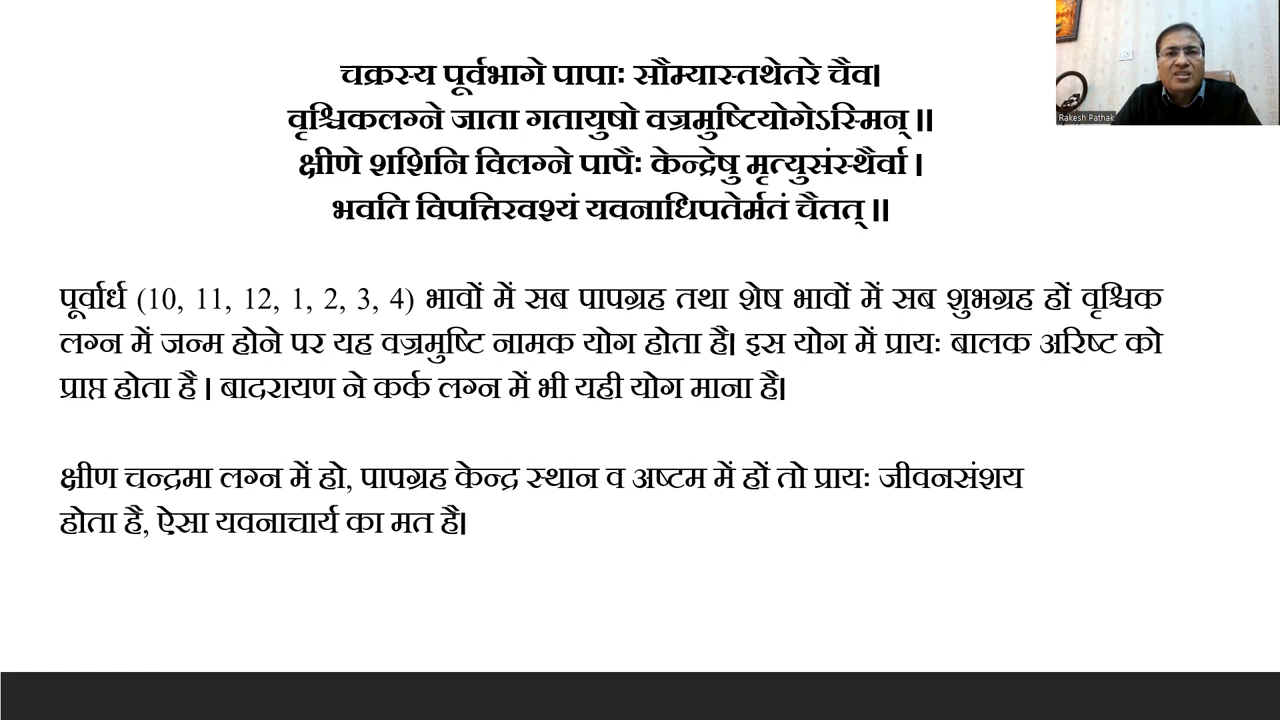 चक्रस्य पूर्वभागे पापाः सौम्यास्तथेतरे चैव।
वृश्चिकलग्ने जाता गतायुषो वज्रमुष्टियोगेऽस्मिन् ॥
क्षीणे शशिनि विलग्ने पापैः केन्द्रेषु मृत्युसंस्थैर्वा ।
भवति विपत्तिरवश्यं यवनाधिपतेर्मतं चैतत् ॥
पूर्वार्ध (10, 11, 12, 1, 2, 3, 4) भावों में सब पापग्रह तथा शेष भावों में सब शुभग्रह हों वृश्चिक
लग्न में जन्म होने पर यह वज्रमुष्टि नामक योग होता है। इस योग में प्रायः बालक अरिष्ट को
प्राप्त होता है । बादरायण ने कर्क लग्न में भी यही योग माना है।
क्षीण चन्द्रमा लग्न में हो, पापग्रह केन्द्र स्थान व अष्टम में हों तो प्रायः जीवनसंशय
होता है, ऐसा यवनाचार्य का मत है।
Rakesh Pathak